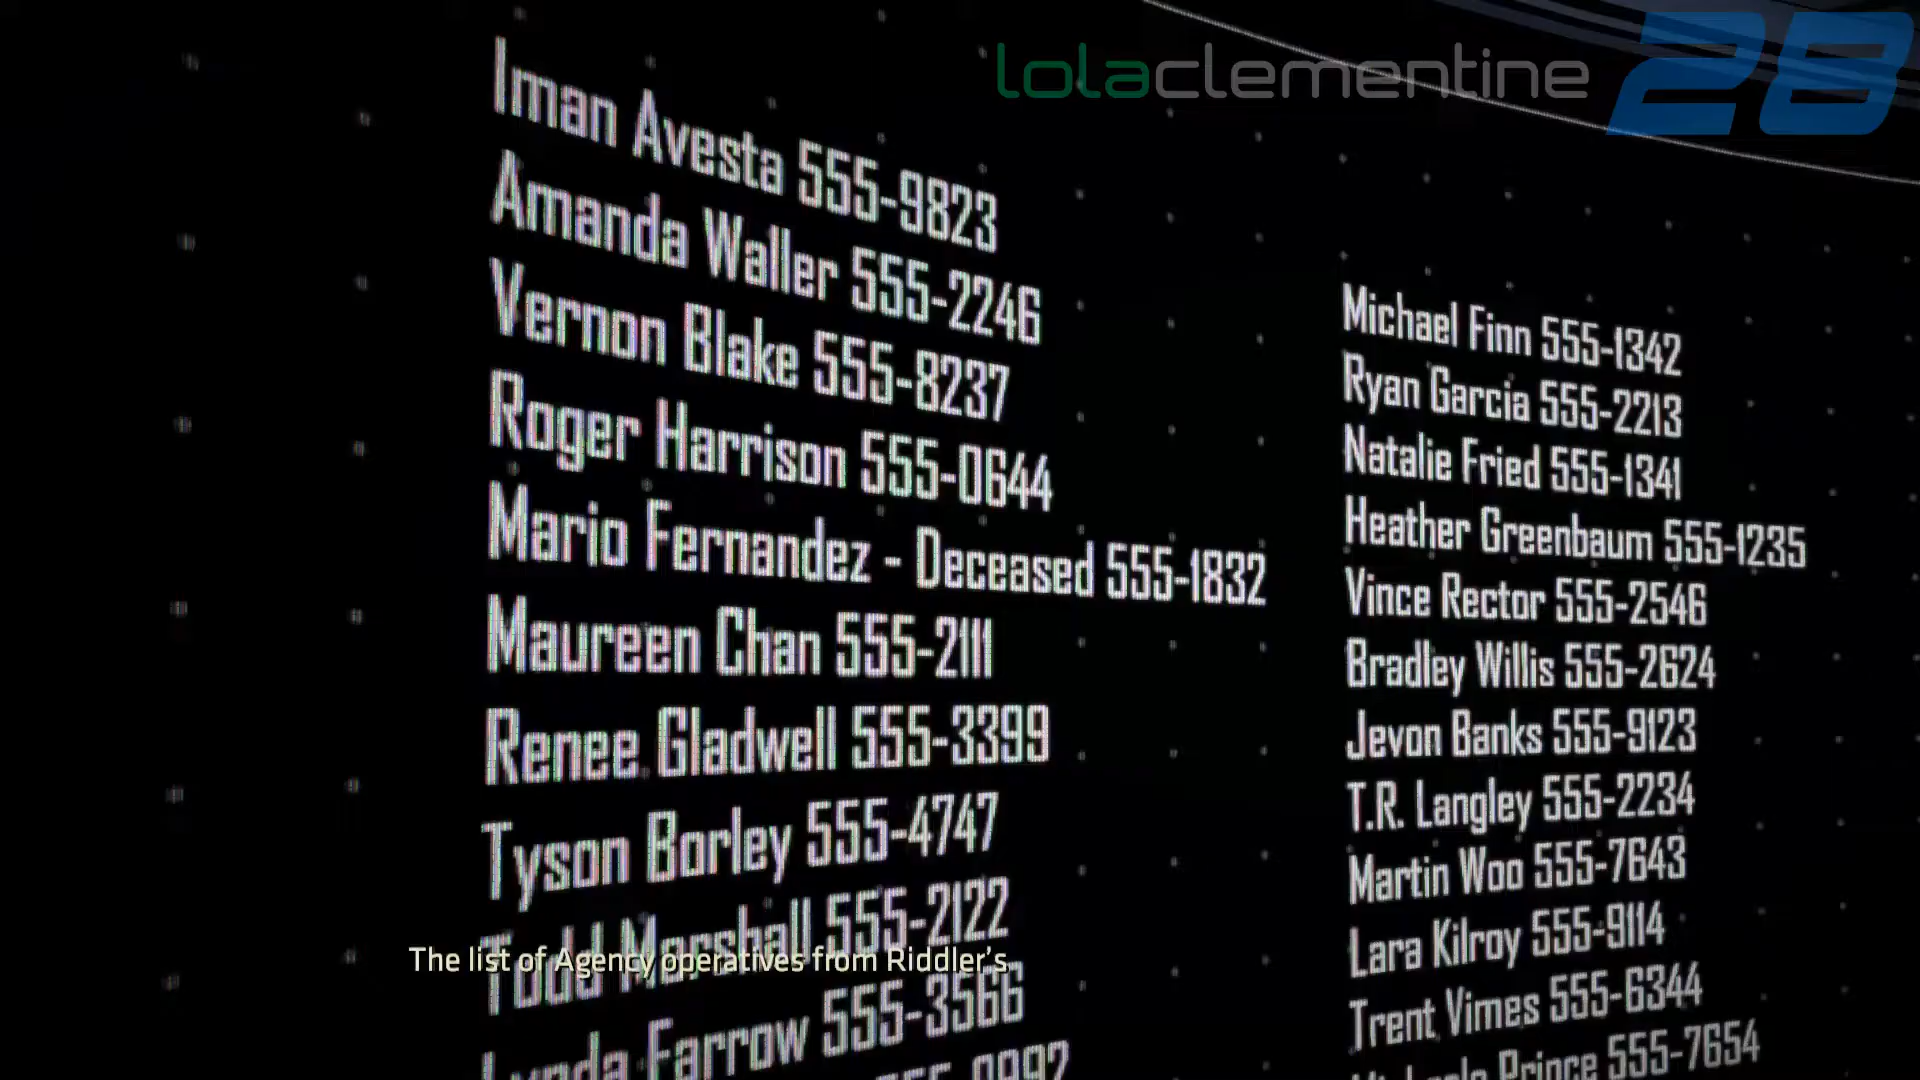 lolaclementine 28
Iman Avesta 555-9823
Amanda Waller 555-2246
Vernon Blake 555-8237
Roger Harrison 555-0644
Mario Fernandez - Deceased 555-1832
Maureen Chan 555-2111
Renee Gladwell 555-3399
Tyson Borley 555-4747
Todd Marshall 555-2122
Lynda Farrow 555-3566
Michael Finn 555-1342
Ryan Garcia 555-2213
Natalie Fried 555-1341
Heather Greenbaum 555-1235
Vince Rector 555-2546
Bradley Willis 555-2624
Jevon Banks 555-9123
T.R. Langley 555-2234
Martin Woo 555-7643
Lara Kilroy 555-9114
Trent Vimes 555-6344
Prince 555-7654
The list of Agency operatives from Riddler's